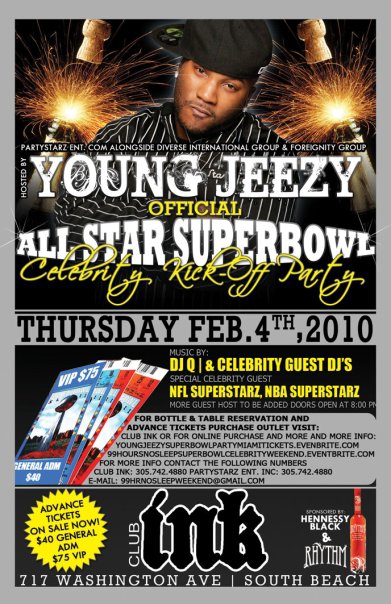 PARTYSTARZ ENT. COM ALONGSIDE DIVERSE INTERNATIONAL GROUP & FOREIGNITY GROUP
HOSTED BY
YOUNG JEEZY
OFFICIAL
ALL STAR SUPERBOWL
Celebrity Kick-Off Party
THURSDAY FEB.4TH,2010
MUSIC BY:
DJ Q | & CELEBRITY GUEST DJ'S
SPECIAL CELEBRITY GUEST
NFL SUPERSTARZ, NBA SUPERSTARZ
MORE GUEST HOST TO BE ADDED DOORS OPEN AT 8:00 PM
VIP $75
GENERAL ADM
$40
FOR BOTTLE & TABLE RESERVATION AND
ADVANCE TICKETS PURCHASE OUTLET VISIT:
CLUB INK OR FOR ONLINE PURCHASE AND MORE AND MORE INFO:
YOUNGJEEZYSUPERBOWLPARTYMIAMITICKETS.EVENBRITE.COM
99HOURSNOSLEEPSUPERBOWLCELEBRITYWEEKEND.EVENTBRITE.COM
FOR MORE INFO CONTACT THE FOLLOWING NUMBERS
CLUB INK: 305.742.4880 PARTYSTARZ ENT. INC: 305.742.4880
E-MAIL: 99HRNOSLEEPWEEKEND@GMAIL.COM
ADVANCE
TICKETS
ON SALE NOW!
$40 GENERAL
ADM
$75 VIP
CLUB
ink
SPONSORED BY:
HENNESSY
BLACK
&
RHYTHM
717 WASHINGTON AVE | SOUTH BEACH